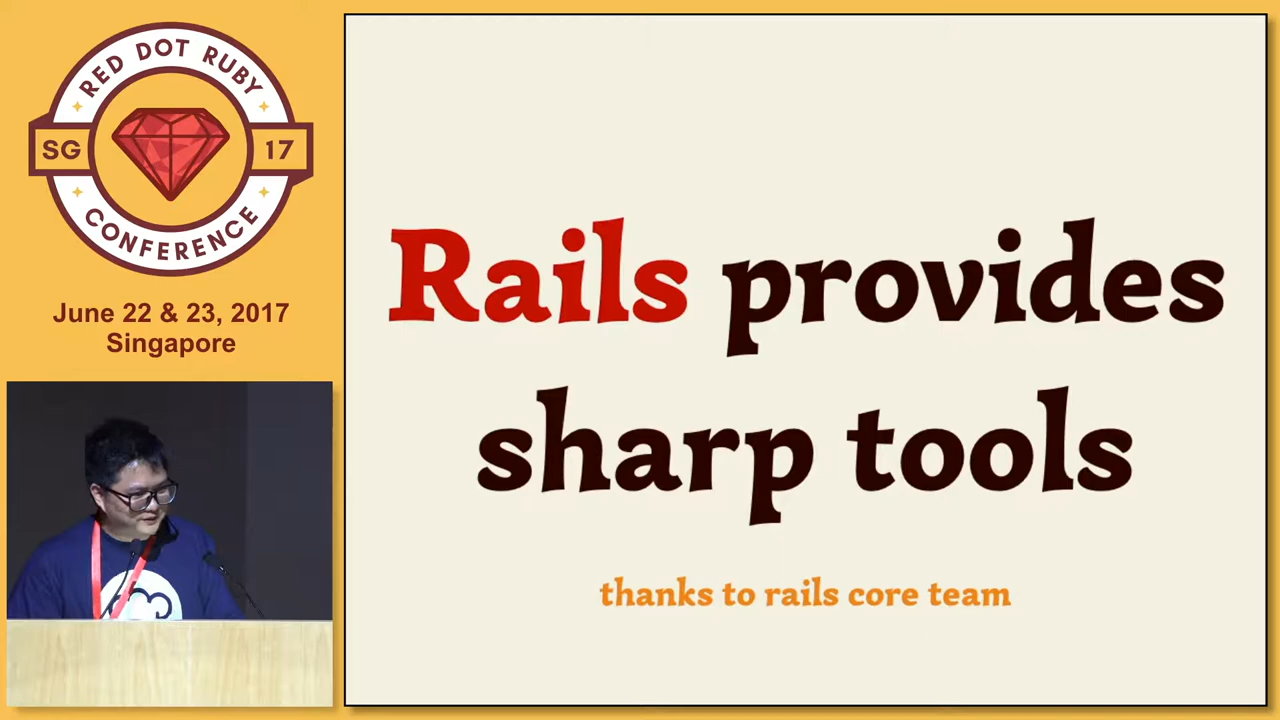 RED DOT RUBY
SG 17
CONFERENCE
June 22 & 23, 2017
Singapore
Rails provides
sharp tools
thanks to rails core team